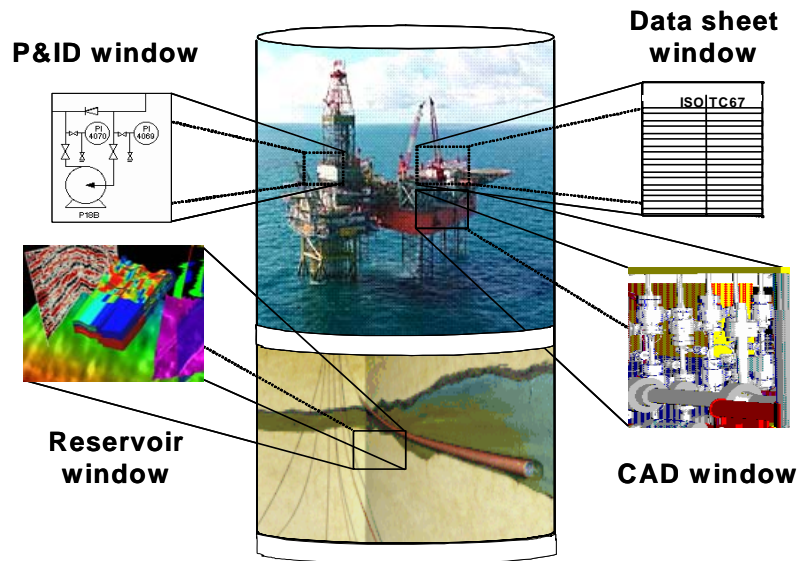 P&ID window
Data sheet
window
PI
4070
PI
4069
P18B
ISO TC67
Reservoir
window
CAD window